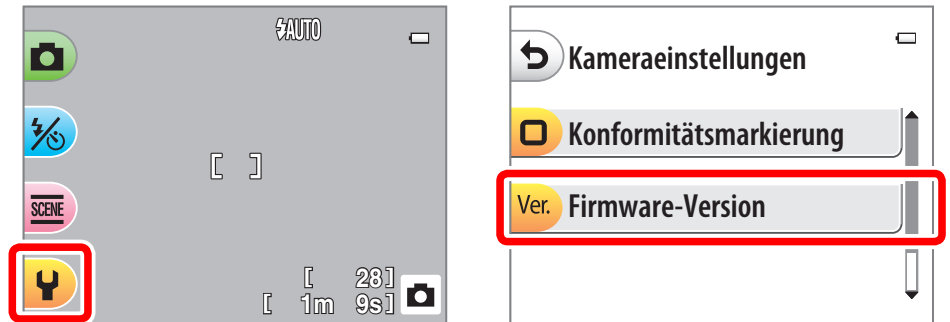 AUTO
SCENE
[ ]
[ 28]
[ 1m 9s]
Kameraeinstellungen
Konformitätsmarkierung
Ver. Firmware-Version